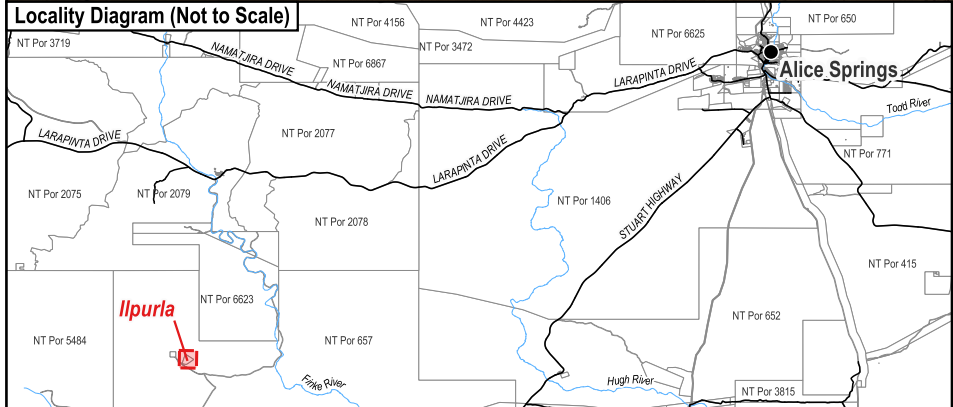 Locality Diagram (Not to Scale)
NT Por 4156
NT Por 4423
NT Por 650
NT Por 3719
NT Por 3472
NT Por 6625
NAMATJIRA DRIVE
NT Por 6867
LARAPINTA DRIVE
Alice Springs
NAMATJIRA DRIVE
NAMATJIRA DRIVE
Todd River
LARAPINTA DRIVE
NT Por 2077
LARAPINTA DRIVE
NT Por 771
NT Por 2075
NT Por 2079
NT Por 1406
STUART HIGHWAY
NT Por 2078
NT Por 415
NT Por 6623
Ilpurla
NT Por 652
NT Por 5484
NT Por 657
Finke River
Hugh River
NT Por 3815